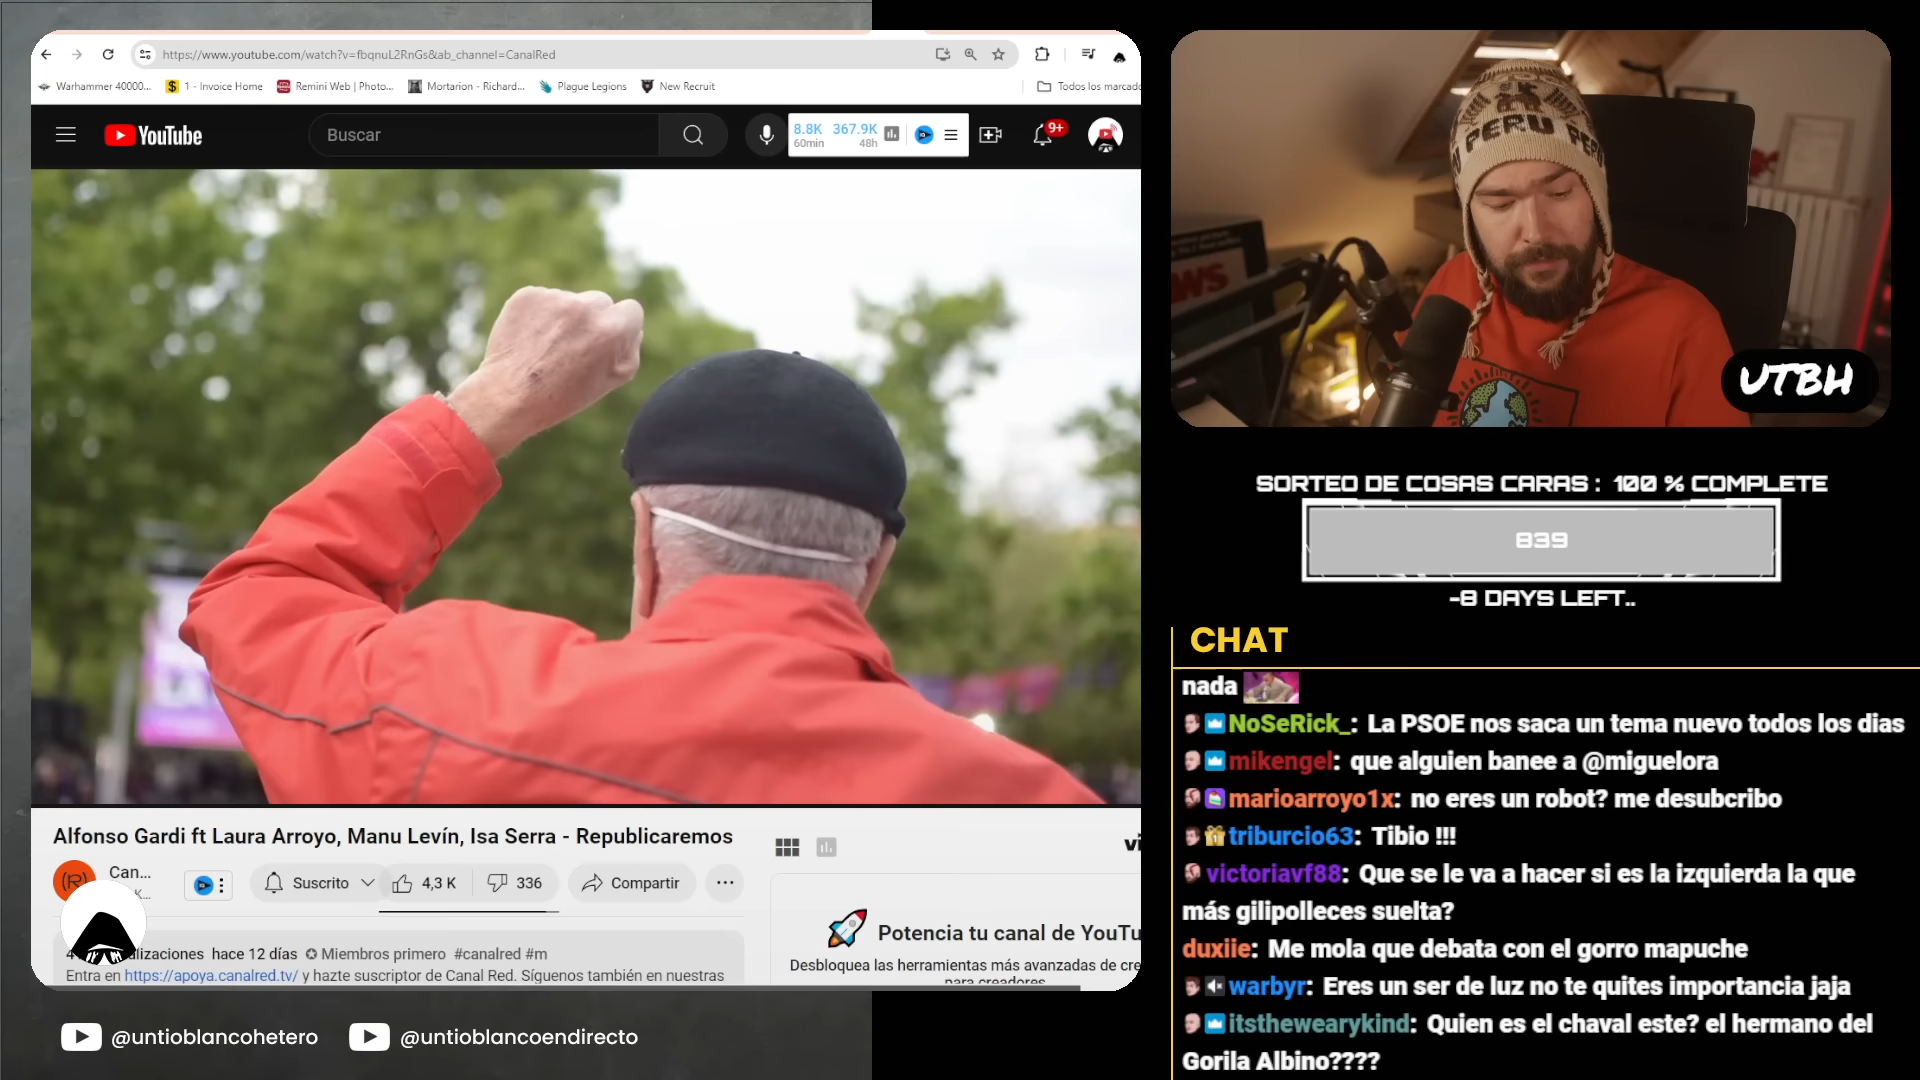 https://www.youtube.com/watch?v=fbqnuL2RnGs&ab_channel=CanalRed
Warhammer 40000...
1 - Invoice Home
Remini Web | Photo...
Mortarion - Richard...
Plague Legions
New Recruit
Todos los marcado
YouTube
Buscar
8.8K 367.9K
60min 48h
9+
Alfonso Gardi ft Laura Arroyo, Manu Levín, Isa Serra - Republicaremos
Can...
Suscrito
4,3 K
336
Compartir
...
hace 12 días
Miembros primero #canalred #m
Entra en https://apoya.canalred.tv/ y hazte suscriptor de Canal Red. Síguenos también en nuestras
Potencia tu canal de YouTu
Desbloquea las herramientas más avanzadas de cre
para creadores
@untioblancohetero
@untioblancoendirecto
PERU
UTBH
SORTEO DE COSAS CARAS : 100 % COMPLETE
839
-8 DAYS LEFT..
CHAT
nada
NoSeRick_: La PSOE nos saca un tema nuevo todos los dias
mikengel: que alguien banee a @miguelora
marioarroyo1x: no eres un robot? me desubcribo
triburcio63: Tibio !!!
victoriavf88: Que se le va a hacer si es la izquierda la que
más gilipolleces suelta?
duxiie: Me mola que debata con el gorro mapuche
warbyr: Eres un ser de luz no te quites importancia jaja
itsthewearykind: Quien es el chaval este? el hermano del
Gorila Albino????